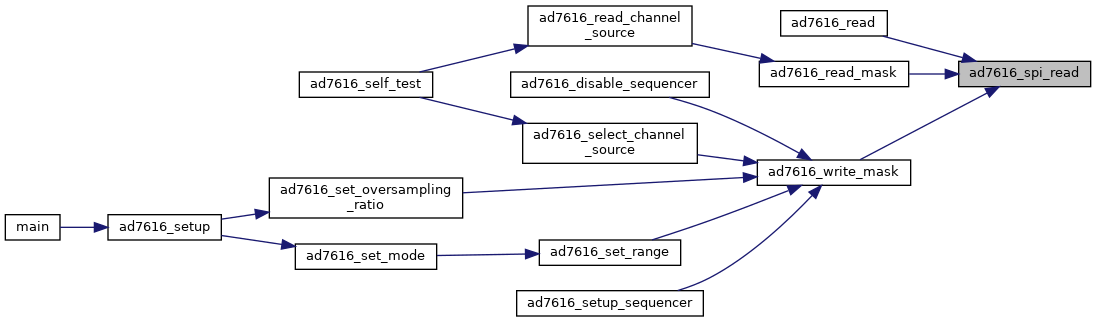 ad7616_read_channel
_source
ad7616_read
ad7616_self_test
ad7616_disable_sequencer
ad7616_read_mask
ad7616_spi_read
ad7616_select_channel
_source
ad7616_write_mask
ad7616_set_oversampling
_ratio
main
ad7616_setup
ad7616_set_mode
ad7616_set_range
ad7616_setup_sequencer